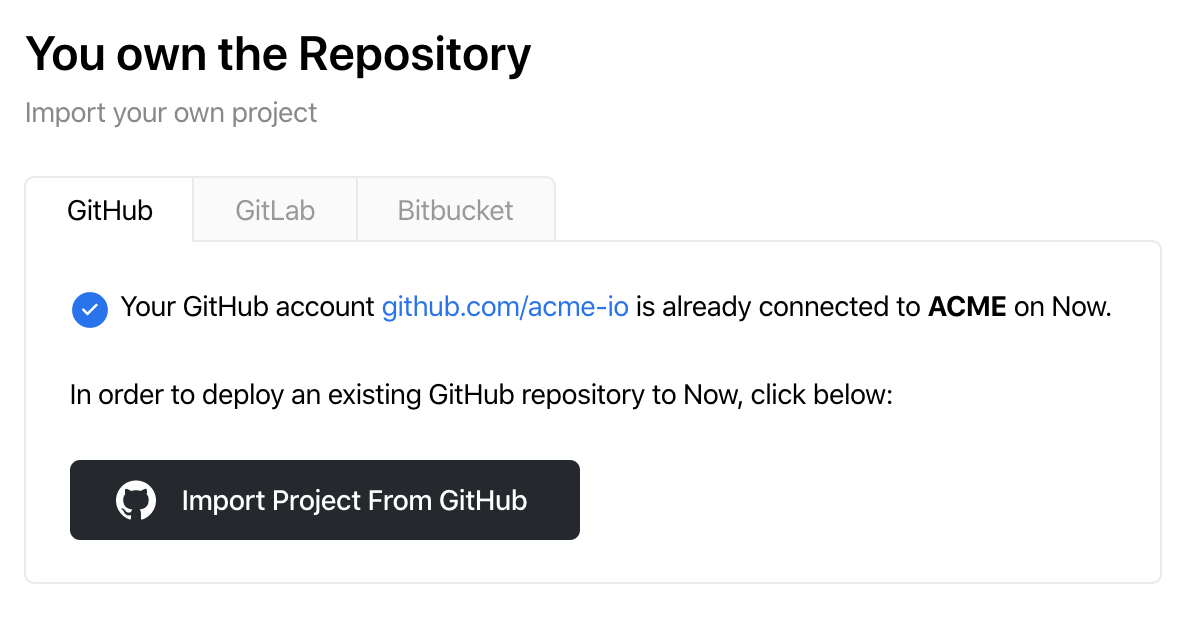 You own the Repository
Import your own project
GitHub
GitLab
Bitbucket
Your GitHub account github.com/acme-io is already connected to ACME on Now.
In order to deploy an existing GitHub repository to Now, click below:
Import Project From GitHub